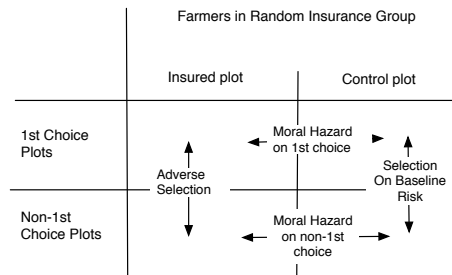 Farmers in Random Insurance Group
Insured plot
Control plot
1st Choice
Plots
Moral Hazard
on 1st choice
Adverse
Selection
Selection
On Baseline
Risk
Non-1st
Choice Plots
Moral Hazard
on non-1st
choice